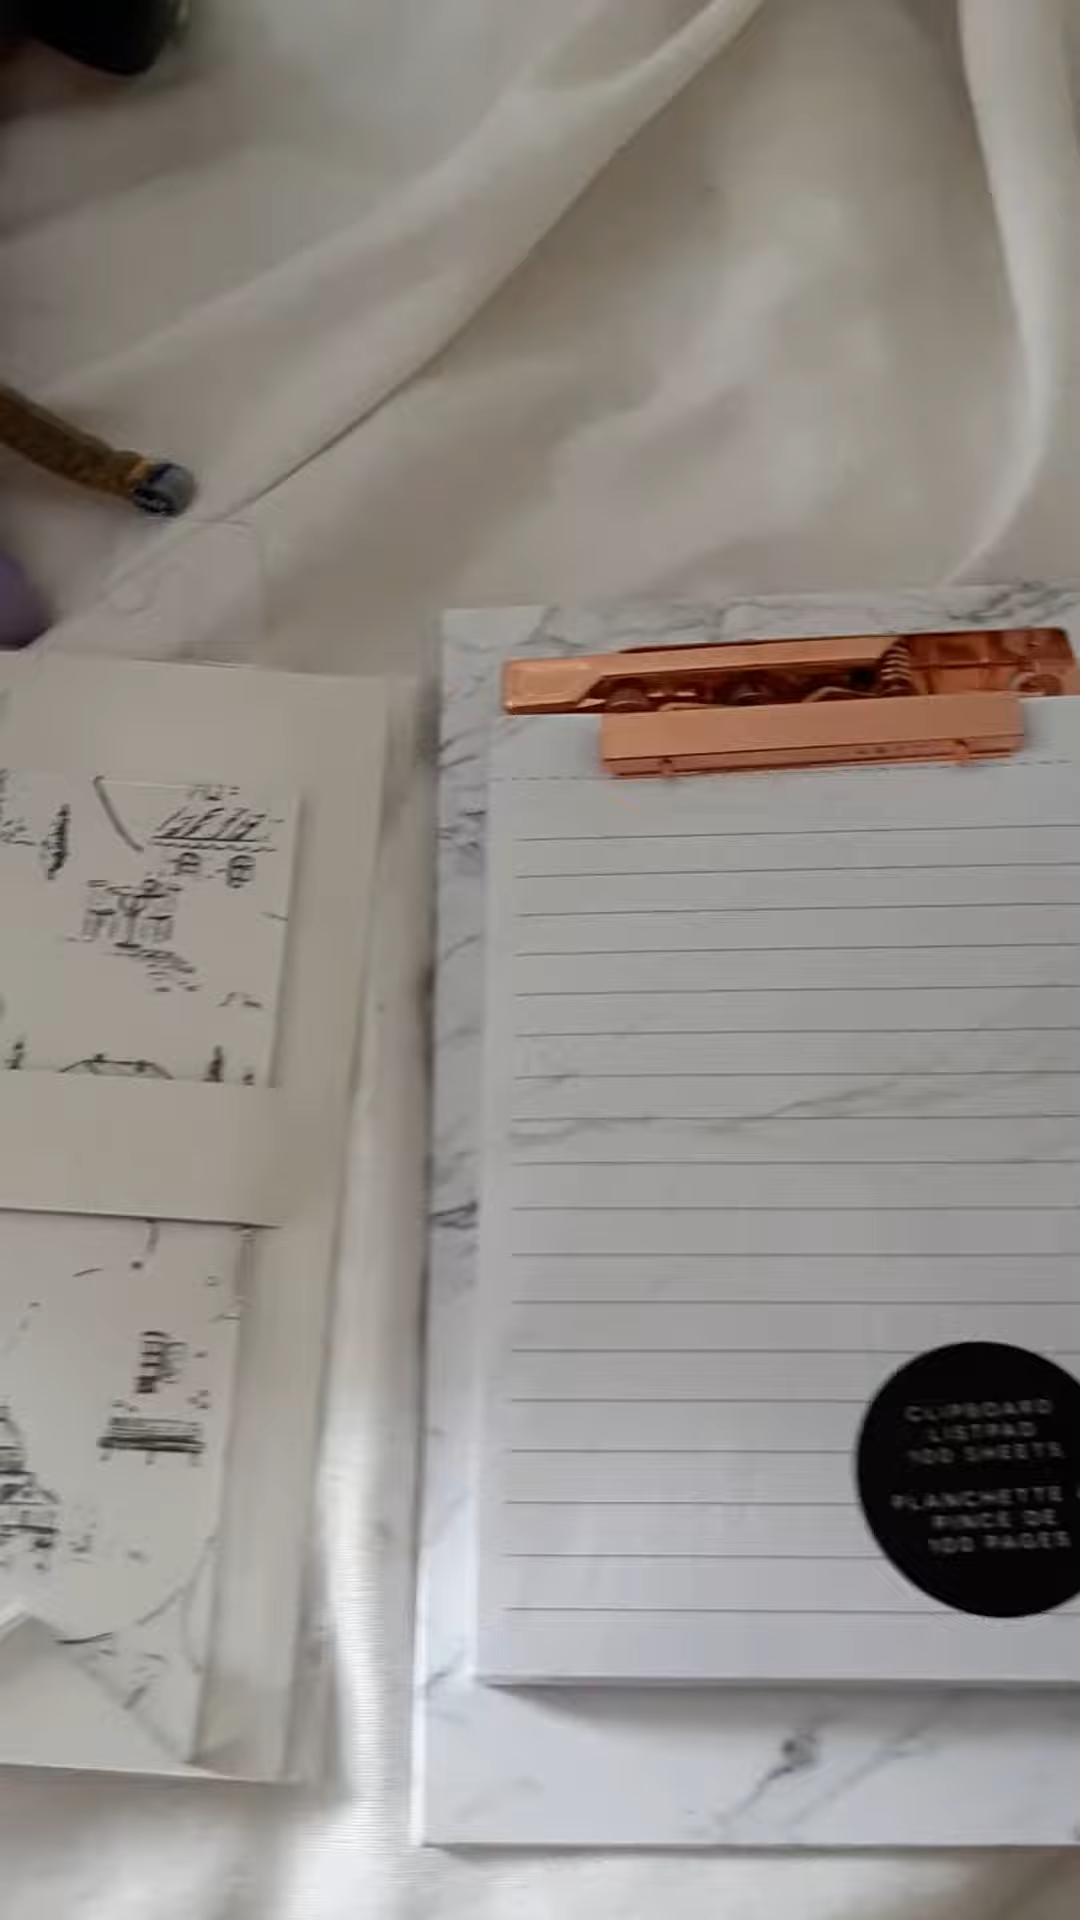 CLIPBOARD
LISTPAD
100 SHEETS
PLANCHETTE
PINCE DE
100 PAGES